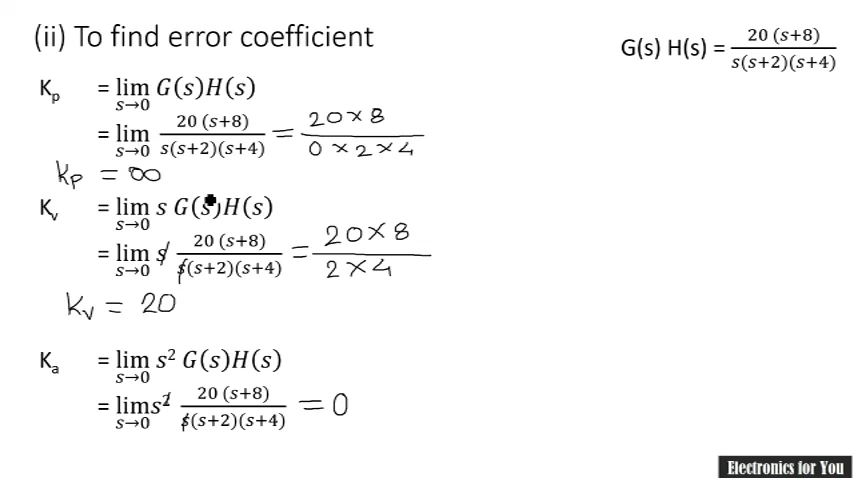 (ii) To find error coefficient
G(s) H(s) = 20 (s+8) / s(s+2)(s+4)
Kₚ = lim s→0 G(s)H(s)
= lim s→0 20 (s+8) / s(s+2)(s+4) = 20 × 8 / 0 × 2 × 4
Kₚ = ∞
Kᵥ = lim s→0 s G(s)H(s)
= lim s→0 s 20 (s+8) / s(s+2)(s+4) = 20 × 8 / 2 × 4
Kᵥ = 20
Kₐ = lim s→0 s² G(s)H(s)
= lim s→0 s² 20 (s+8) / s(s+2)(s+4) = 0
Electronics for You